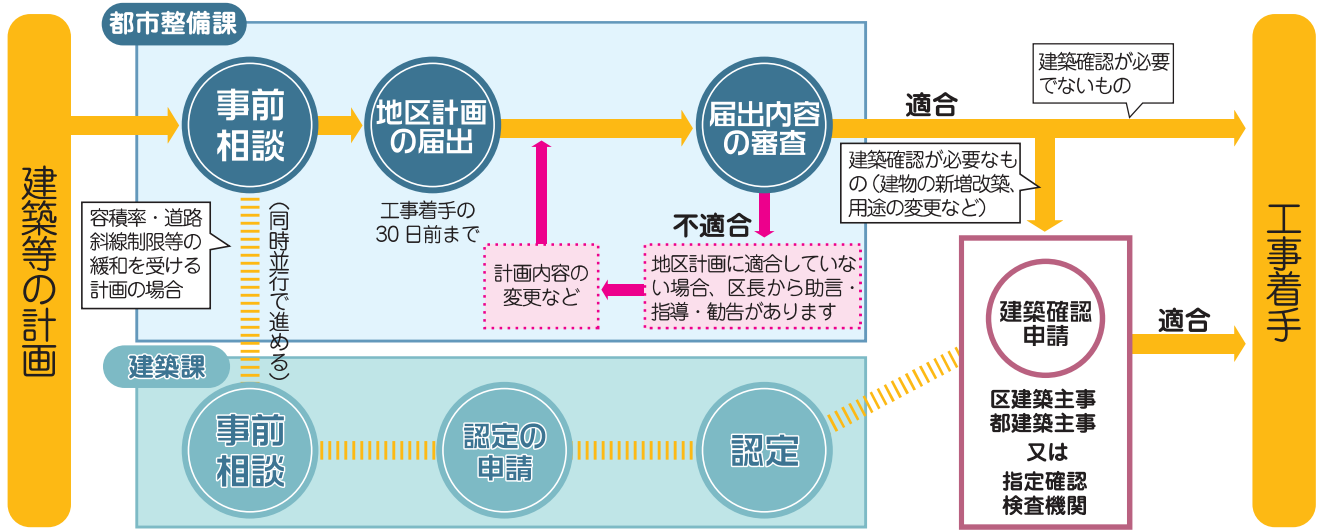 建築等の計画
都市整備課
事前
相談
地区計画
の届出
工事着手の
30日前まで
届出内容
の審査
適合
建築確認が必要
でないもの
建築確認が必要なも
の（建物の新増改築、
用途の変更など）
容積率・道路
斜線制限等の
緩和を受ける
計画の場合
（同時並行で進める）
不適合
地区計画に適合していな
い場合、区長から助言・
指導・勧告があります
計画内容の
変更など
建築課
事前
相談
認定の
申請
認定
建築確認
申請
区建築主事
都建築主事
又は
指定確認
検査機関
適合
工事着手